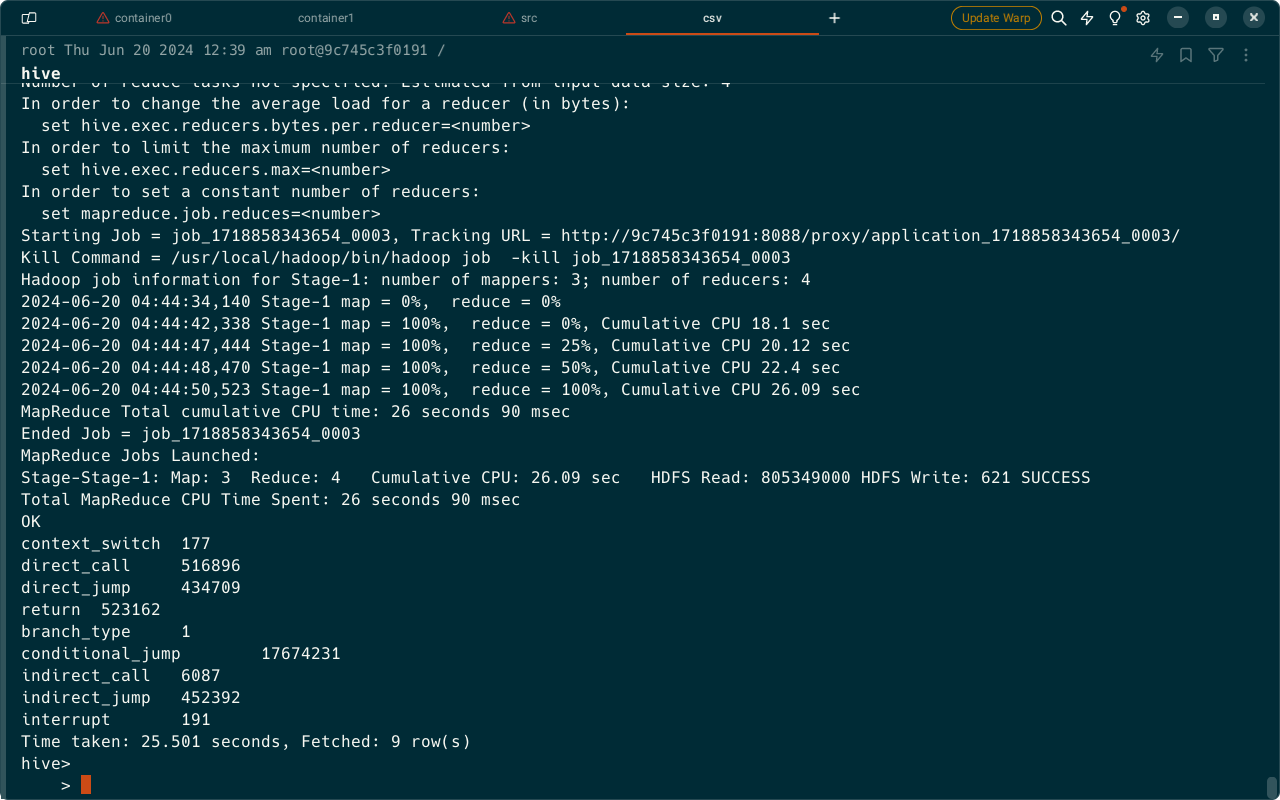 container0 container1 src csv + Update Warp
root Thu Jun 20 2024 12:39 am root@9c745c3f0191 /
hive
Number of reduce tasks not specified. Estimated from input data size: 4
In order to change the average load for a reducer (in bytes):
  set hive.exec.reducers.bytes.per.reducer=<number>
In order to limit the maximum number of reducers:
  set hive.exec.reducers.max=<number>
In order to set a constant number of reducers:
  set mapreduce.job.reduces=<number>
Starting Job = job_1718858343654_0003, Tracking URL = http://9c745c3f0191:8088/proxy/application_1718858343654_0003/
Kill Command = /usr/local/hadoop/bin/hadoop job  -kill job_1718858343654_0003
Hadoop job information for Stage-1: number of mappers: 3; number of reducers: 4
2024-06-20 04:44:34,140 Stage-1 map = 0%,  reduce = 0%
2024-06-20 04:44:42,338 Stage-1 map = 100%,  reduce = 0%, Cumulative CPU 18.1 sec
2024-06-20 04:44:47,444 Stage-1 map = 100%,  reduce = 25%, Cumulative CPU 20.12 sec
2024-06-20 04:44:48,470 Stage-1 map = 100%,  reduce = 50%, Cumulative CPU 22.4 sec
2024-06-20 04:44:50,523 Stage-1 map = 100%,  reduce = 100%, Cumulative CPU 26.09 sec
MapReduce Total cumulative CPU time: 26 seconds 90 msec
Ended Job = job_1718858343654_0003
MapReduce Jobs Launched:
Stage-Stage-1: Map: 3  Reduce: 4   Cumulative CPU: 26.09 sec   HDFS Read: 805349000 HDFS Write: 621 SUCCESS
Total MapReduce CPU Time Spent: 26 seconds 90 msec
OK
context_switch  177
direct_call     516896
direct_jump     434709
return  523162
branch_type     1
conditional_jump        17674231
indirect_call   6087
indirect_jump   452392
interrupt       191
Time taken: 25.501 seconds, Fetched: 9 row(s)
hive>
    >